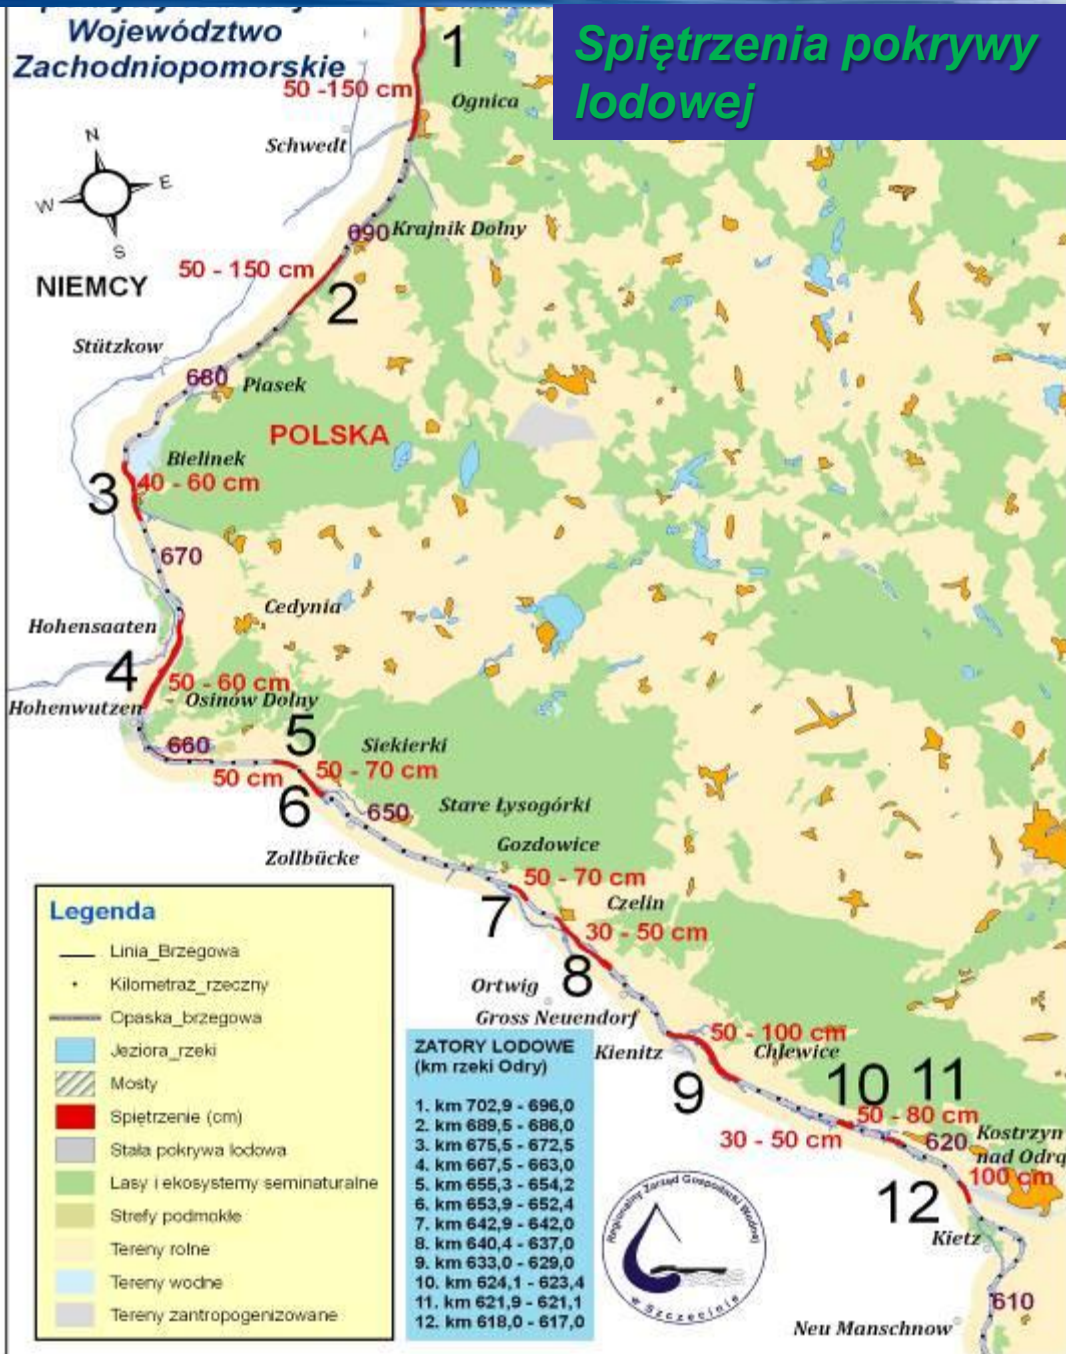 Województwo
Zachodniopomorskie
Spiętrzenia pokrywy
lodowej
1
50 -150 cm
Ognica
Schwedt
N
W
E
S
690
Krajnik Dolny
50 - 150 cm
NIEMCY
2
Stützkow
680
Piasek
POLSKA
Bielinek
3
40 - 60 cm
670
Cedynia
Hohensaaten
4
50 - 60 cm
Osinów Dolny
Hohenwutzen
5
660
Siekierki
50 cm
50 - 70 cm
6
650
Stare Łysogórki
Zollbücke
Gozdowice
50 - 70 cm
7
Czelin
30 - 50 cm
8
Ortwig
Gross Neuendorf
Kienitz
50 - 100 cm
Chlewice
9
10
11
50 - 80 cm
30 - 50 cm
620
Kostrzyn
nad Odrą
100 cm
12
Kietz
610
Neu Manschnow
Legenda
Linia_Brzegowa
Kilometraż_rzeczny
Opaska_brzegowa
Jeziora_rzeki
Mosty
Spiętrzenie (cm)
Stała pokrywa lodowa
Lasy i ekosystemy seminaturalne
Strefy podmokłe
Tereny rolne
Tereny wodne
Tereny zantropogenizowane
ZATORY LODOWE
(km rzeki Odry)
1. km 702,9 - 696,0
2. km 689,5 - 686,0
3. km 675,5 - 672,5
4. km 667,5 - 663,0
5. km 655,3 - 654,2
6. km 653,9 - 652,4
7. km 642,9 - 642,0
8. km 640,4 - 637,0
9. km 633,0 - 629,0
10. km 624,1 - 623,4
11. km 621,9 - 621,1
12. km 618,0 - 617,0
Regionalny Zarząd Gospodarki Wodnej
w Szczecinie